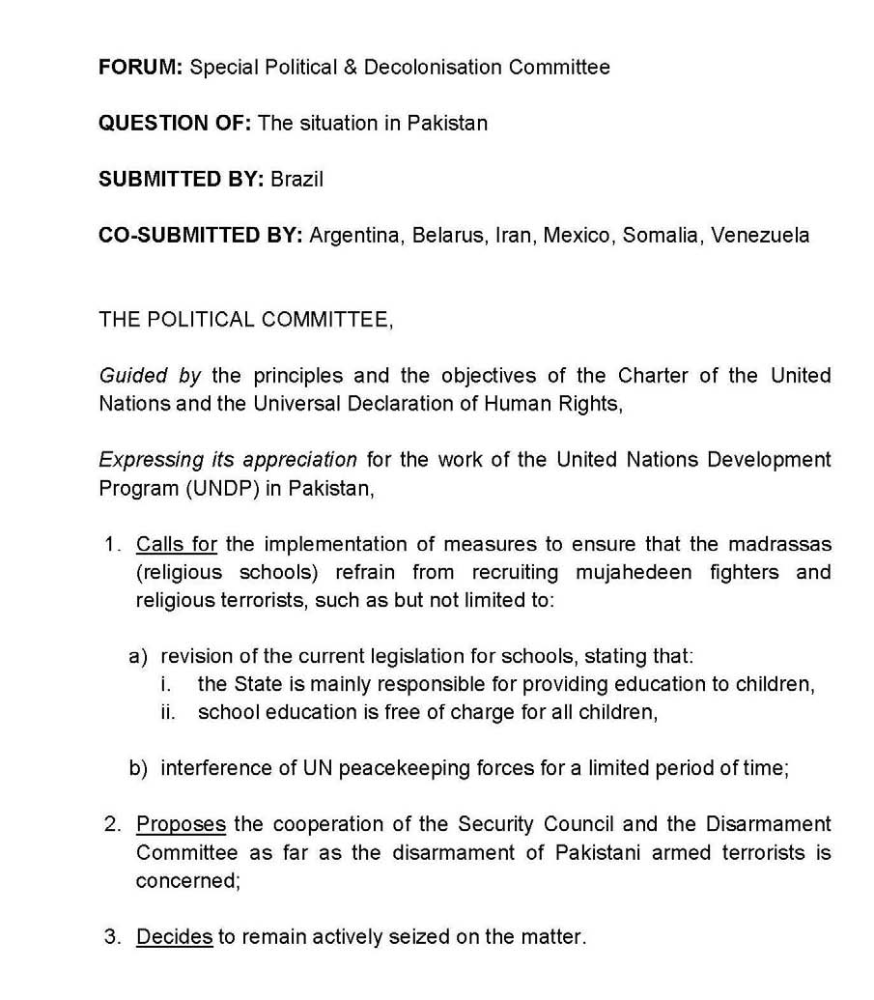 FORUM: Special Political & Decolonisation Committee
QUESTION OF: The situation in Pakistan
SUBMITTED BY: Brazil
CO-SUBMITTED BY: Argentina, Belarus, Iran, Mexico, Somalia, Venezuela
THE POLITICAL COMMITTEE,
Guided by the principles and the objectives of the Charter of the United
Nations and the Universal Declaration of Human Rights,
Expressing its appreciation for the work of the United Nations Development
Program (UNDP) in Pakistan,
1. Calls for the implementation of measures to ensure that the madrassas
(religious schools) refrain from recruiting mujahedeen fighters and
religious terrorists, such as but not limited to:
a) revision of the current legislation for schools, stating that:
i. the State is mainly responsible for providing education to children,
ii. school education is free of charge for all children,
b) interference of UN peacekeeping forces for a limited period of time;
2. Proposes the cooperation of the Security Council and the Disarmament
Committee as far as the disarmament of Pakistani armed terrorists is
concerned;
3. Decides to remain actively seized on the matter.